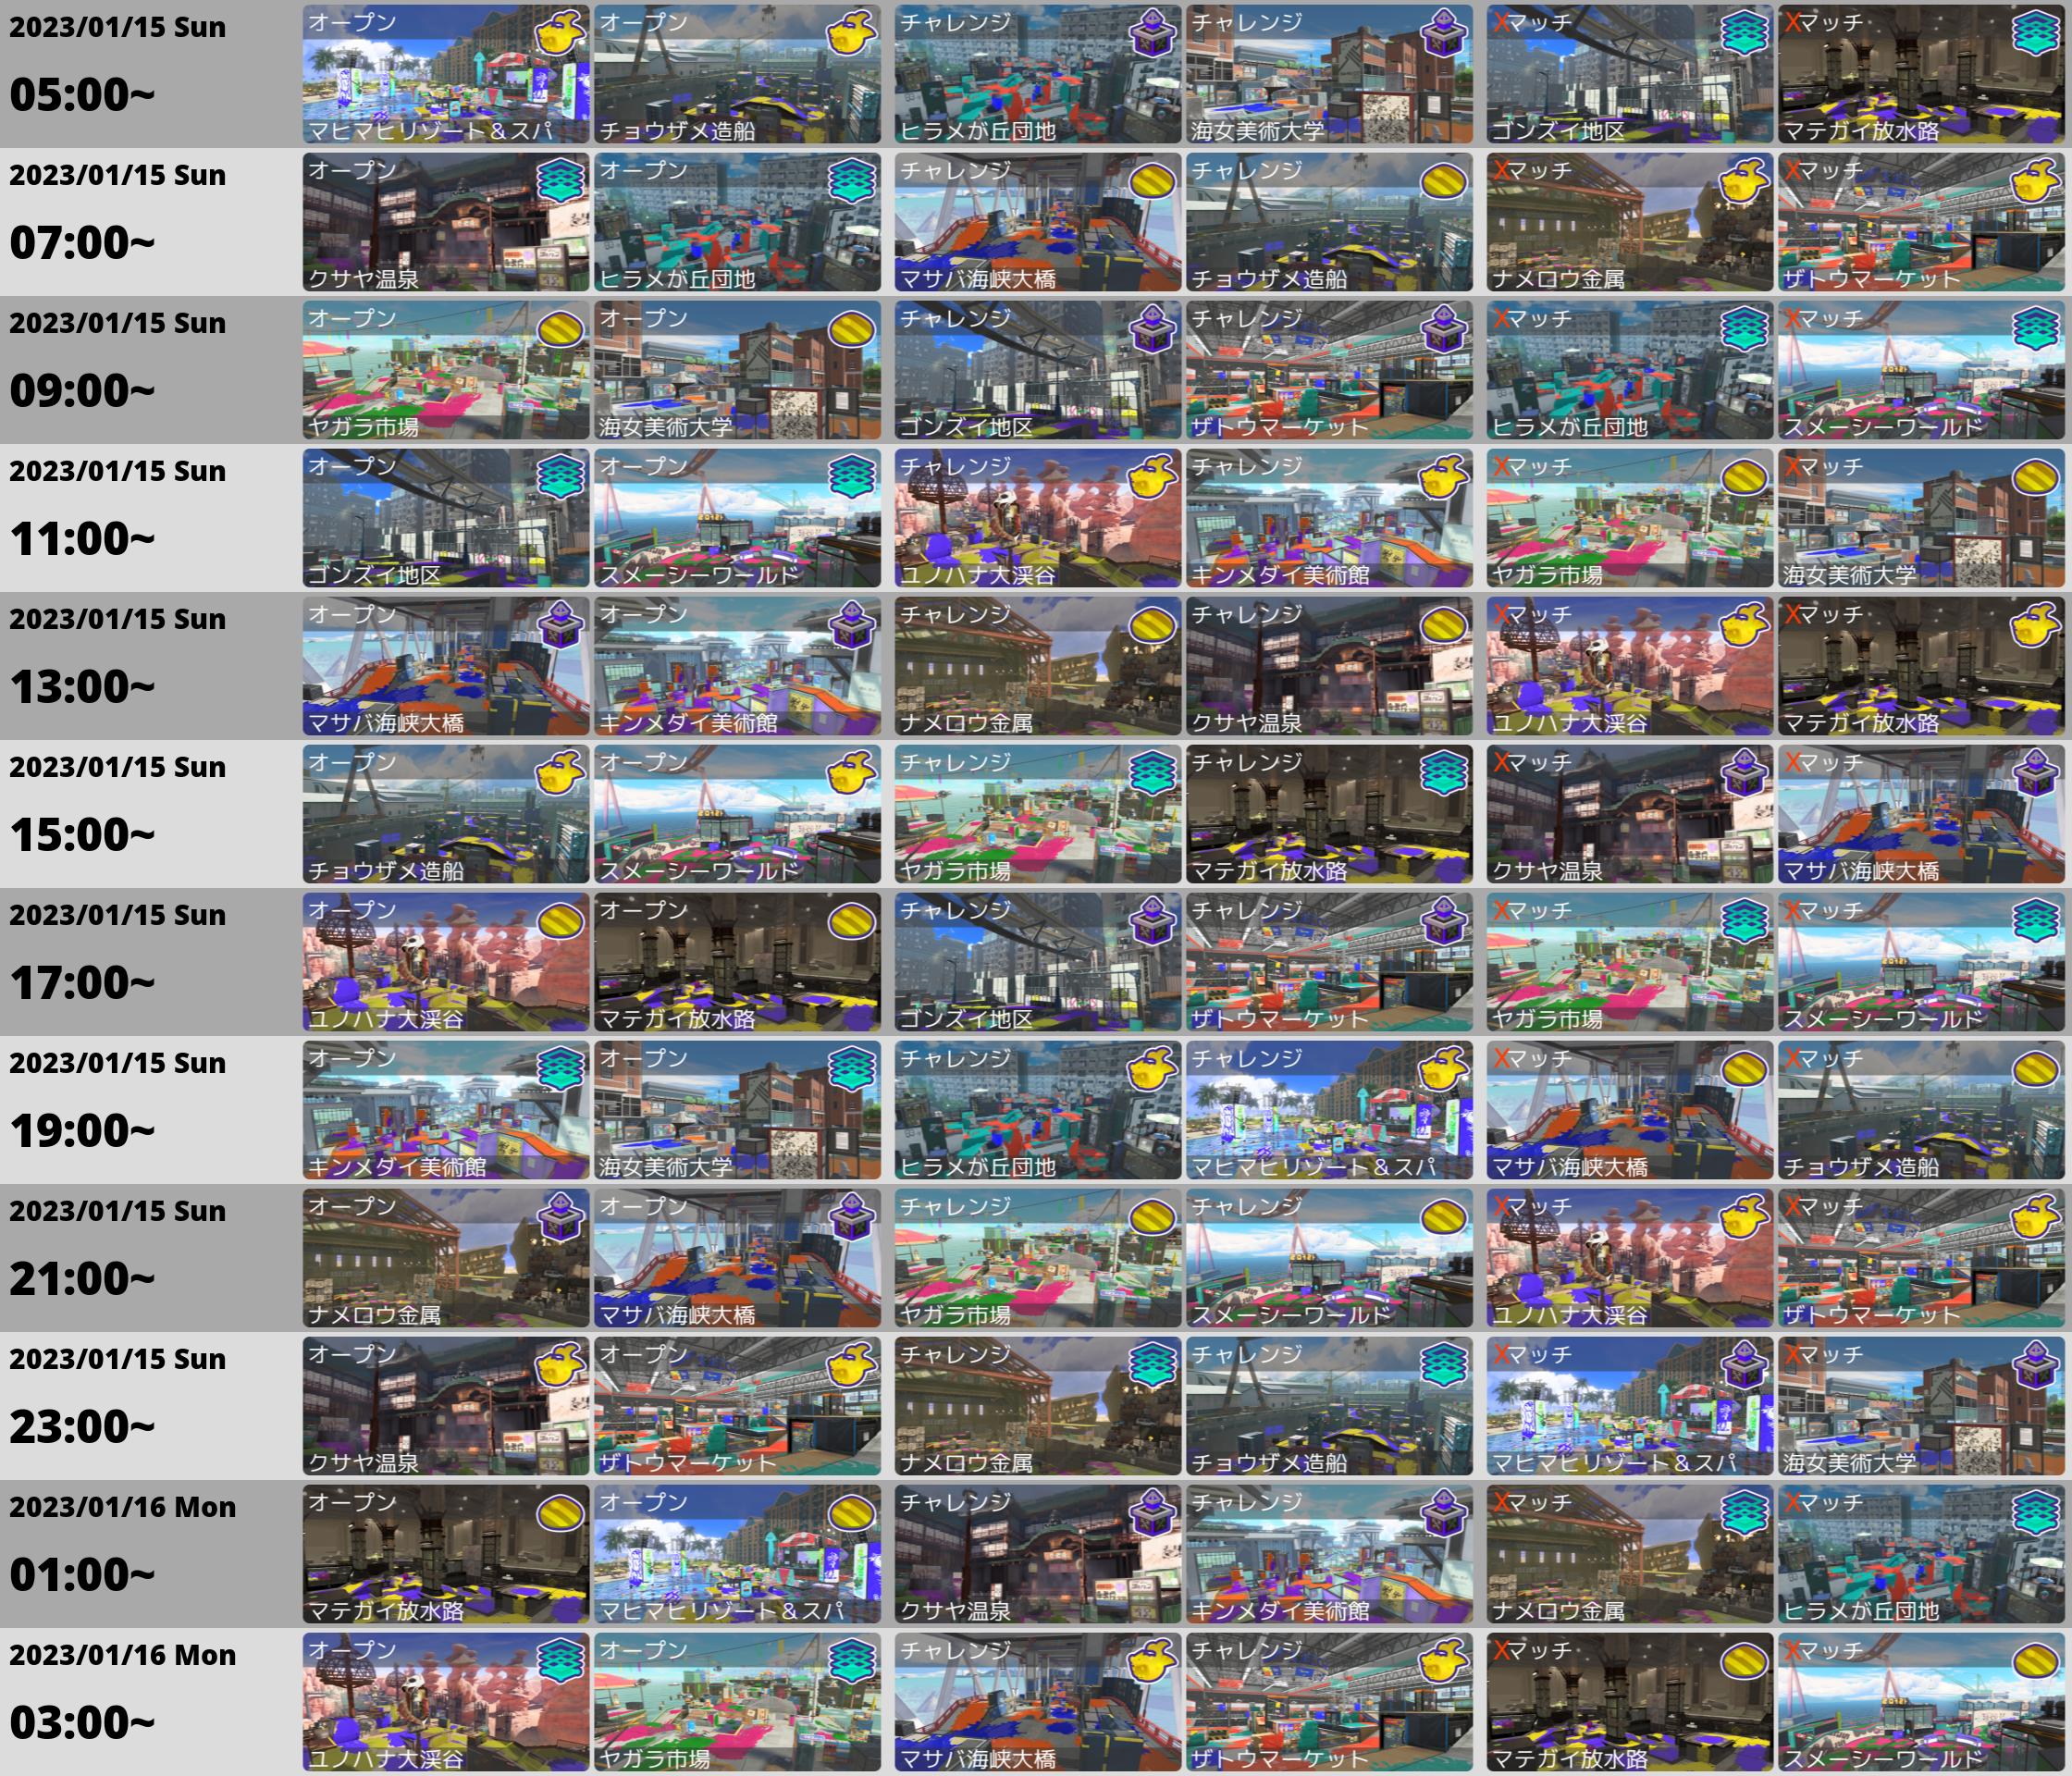 2023/01/15 Sun
05:00~
オープン
マヒマヒリゾート&スパ
オープン
チョウザメ造船
チャレンジ
ヒラメが丘団地
チャレンジ
海女美術大学
Xマッチ
ゴンズイ地区
Xマッチ
マテガイ放水路
2023/01/15 Sun
07:00~
オープン
クサヤ温泉
オープン
ヒラメが丘団地
チャレンジ
マサバ海峡大橋
チャレンジ
チョウザメ造船
Xマッチ
ナメロウ金属
Xマッチ
ザトウマーケット
2023/01/15 Sun
09:00~
オープン
ヤガラ市場
オープン
海女美術大学
チャレンジ
ゴンズイ地区
チャレンジ
ザトウマーケット
Xマッチ
ヒラメが丘団地
Xマッチ
スメーシーワールド
2023/01/15 Sun
11:00~
オープン
ゴンズイ地区
オープン
スメーシーワールド
チャレンジ
ユノハナ大渓谷
チャレンジ
キンメダイ美術館
Xマッチ
ヤガラ市場
Xマッチ
海女美術大学
2023/01/15 Sun
13:00~
オープン
マサバ海峡大橋
オープン
キンメダイ美術館
チャレンジ
ナメロウ金属
チャレンジ
クサヤ温泉
Xマッチ
ユノハナ大渓谷
Xマッチ
マテガイ放水路
2023/01/15 Sun
15:00~
オープン
チョウザメ造船
オープン
スメーシーワールド
チャレンジ
ヤガラ市場
チャレンジ
マテガイ放水路
Xマッチ
クサヤ温泉
Xマッチ
マサバ海峡大橋
2023/01/15 Sun
17:00~
オープン
ユノハナ大渓谷
オープン
マテガイ放水路
チャレンジ
ゴンズイ地区
チャレンジ
ザトウマーケット
Xマッチ
ヤガラ市場
Xマッチ
スメーシーワールド
2023/01/15 Sun
19:00~
オープン
キンメダイ美術館
オープン
海女美術大学
チャレンジ
ヒラメが丘団地
チャレンジ
マヒマヒリゾート&スパ
Xマッチ
マサバ海峡大橋
Xマッチ
チョウザメ造船
2023/01/15 Sun
21:00~
オープン
ナメロウ金属
オープン
マサバ海峡大橋
チャレンジ
ヤガラ市場
チャレンジ
スメーシーワールド
Xマッチ
ユノハナ大渓谷
Xマッチ
ザトウマーケット
2023/01/15 Sun
23:00~
オープン
クサヤ温泉
オープン
ザトウマーケット
チャレンジ
ナメロウ金属
チャレンジ
チョウザメ造船
Xマッチ
マヒマヒリゾート&スパ
Xマッチ
海女美術大学
2023/01/16 Mon
01:00~
オープン
マテガイ放水路
オープン
マヒマヒリゾート&スパ
チャレンジ
クサヤ温泉
チャレンジ
キンメダイ美術館
Xマッチ
ナメロウ金属
Xマッチ
ヒラメが丘団地
2023/01/16 Mon
03:00~
オープン
ユノハナ大渓谷
オープン
ヤガラ市場
チャレンジ
マサバ海峡大橋
チャレンジ
ザトウマーケット
Xマッチ
マテガイ放水路
Xマッチ
スメーシーワールド